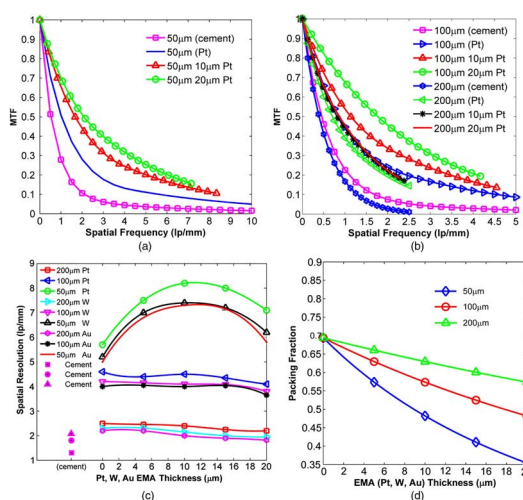 50μm (cement)
50μm (Pt)
50μm 10μm Pt
50μm 20μm Pt
MTF
1
0.9
0.8
0.7
0.6
0.5
0.4
0.3
0.2
0.1
0
0 1 2 3 4 5 6 7 8 9 10
Spatial Frequency (lp/mm)
(a)
100μm (cement)
100μm (Pt)
100μm 10μm Pt
100μm 20μm Pt
200μm (cement)
200μm (Pt)
200μm 10μm Pt
200μm 20μm Pt
MTF
1
0.9
0.8
0.7
0.6
0.5
0.4
0.3
0.2
0.1
0
0 0.5 1 1.5 2 2.5 3 3.5 4 4.5 5
Spatial Frequency (lp/mm)
(b)
200μm Pt
100μm Pt
50μm Pt
200μm W
100μm W
50μm W
200μm Au
100μm Au
50μm Au
Cement
Cement
Cement
Spatial Resolution (lp/mm)
9
8
7
6
5
4
3
2
1
(cement)
0 5 10 15 20
Pt, W, Au EMA Thickness (μm)
(c)
50μm
100μm
200μm
Packing Fraction
0.9
0.8
0.7
0.65
0.6
0.55
0.5
0.45
0.4
0.35
0 5 10 15
EMA (Pt, W, Au) Thickness (μm)
(d)